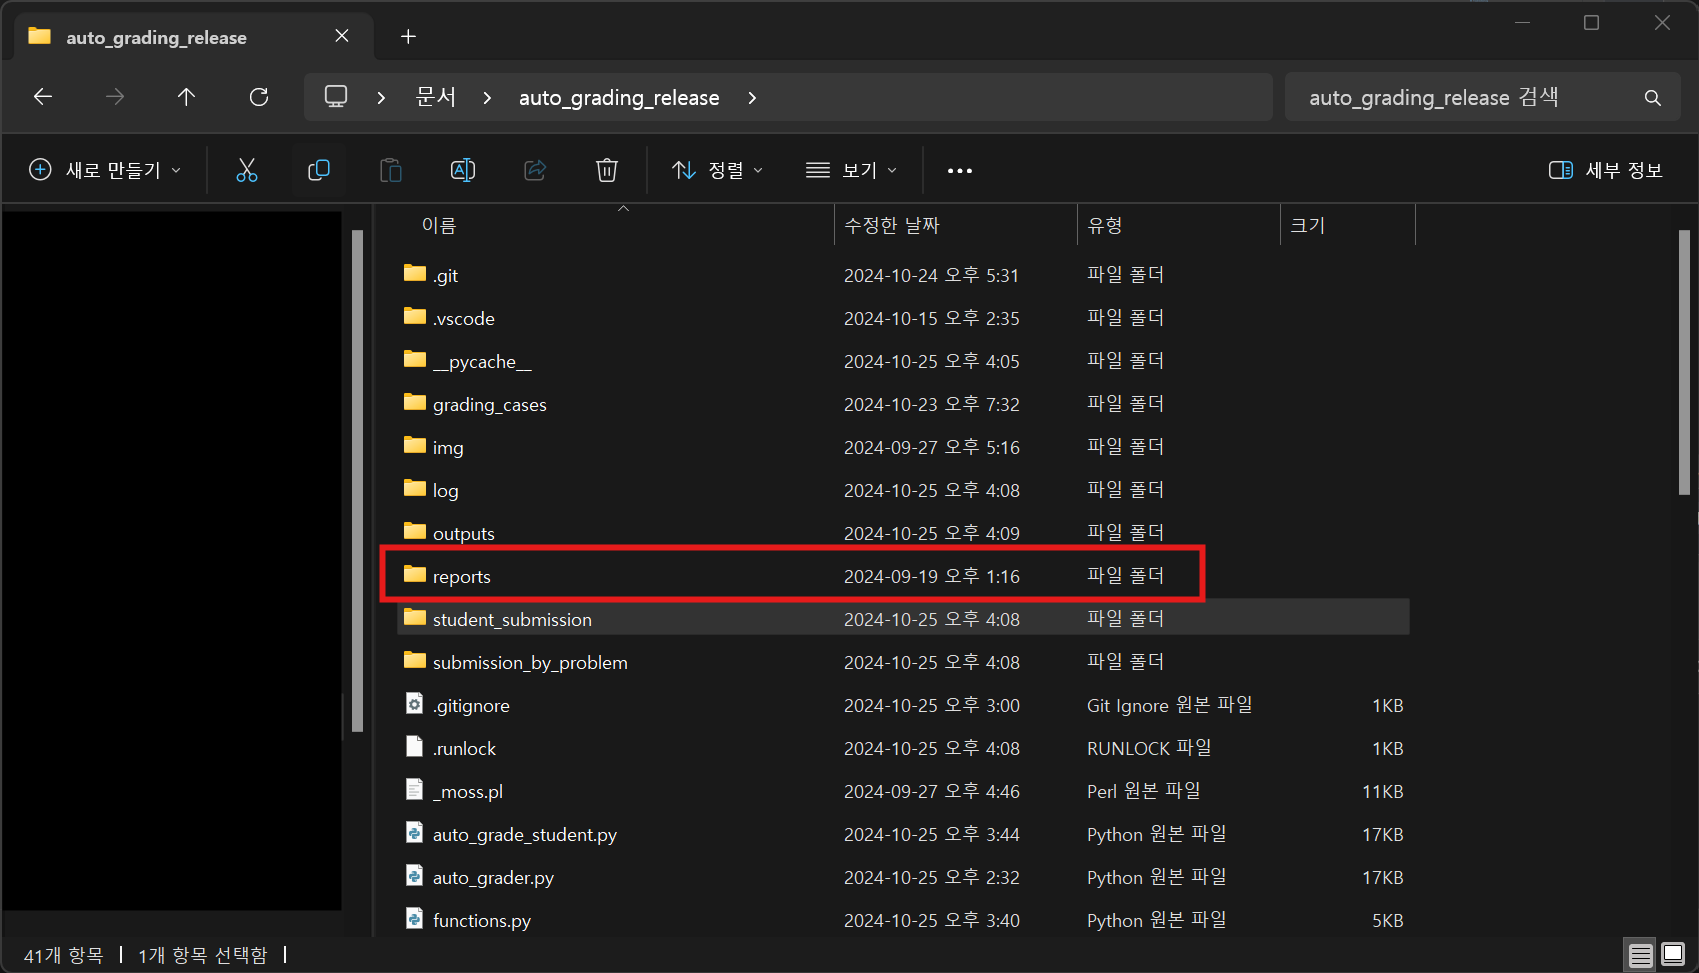 auto_grading_release
문서 auto_grading_release auto_grading_release 검색
새로 만들기 정렬 보기 세부 정보
이름 수정한 날짜 유형 크기
.git 2024-10-24 오후 5:31 파일 폴더
.vscode 2024-10-15 오후 2:35 파일 폴더
__pycache__ 2024-10-25 오후 4:05 파일 폴더
grading_cases 2024-10-23 오후 7:32 파일 폴더
img 2024-09-27 오후 5:16 파일 폴더
log 2024-10-25 오후 4:08 파일 폴더
outputs 2024-10-25 오후 4:09 파일 폴더
reports 2024-09-19 오후 1:16 파일 폴더
student_submission 2024-10-25 오후 4:08 파일 폴더
submission_by_problem 2024-10-25 오후 4:08 파일 폴더
.gitignore 2024-10-25 오후 3:00 Git Ignore 원본 파일 1KB
.runlock 2024-10-25 오후 4:08 RUNLOCK 파일 1KB
_moss.pl 2024-09-27 오후 4:46 Perl 원본 파일 11KB
auto_grade_student.py 2024-10-25 오후 3:44 Python 원본 파일 17KB
auto_grader.py 2024-10-25 오후 2:32 Python 원본 파일 17KB
functions.py 2024-10-25 오후 3:40 Python 원본 파일 5KB
41개 항목 1개 항목 선택함